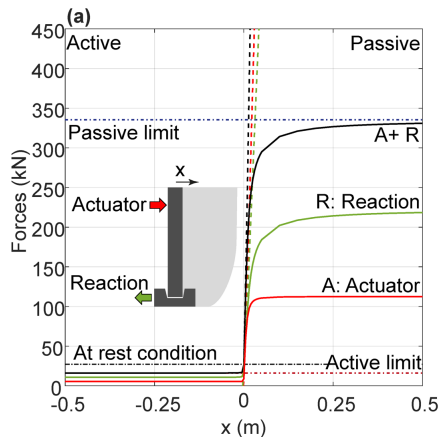 (a)
450
400
350
300
250
200
150
100
50
0
Forces (kN)
Active
Passive
Passive limit
A+ R
x
Actuator
R: Reaction
Reaction
A: Actuator
At rest condition
Active limit
-0.5
-0.25
0
0.25
0.5
x (m)